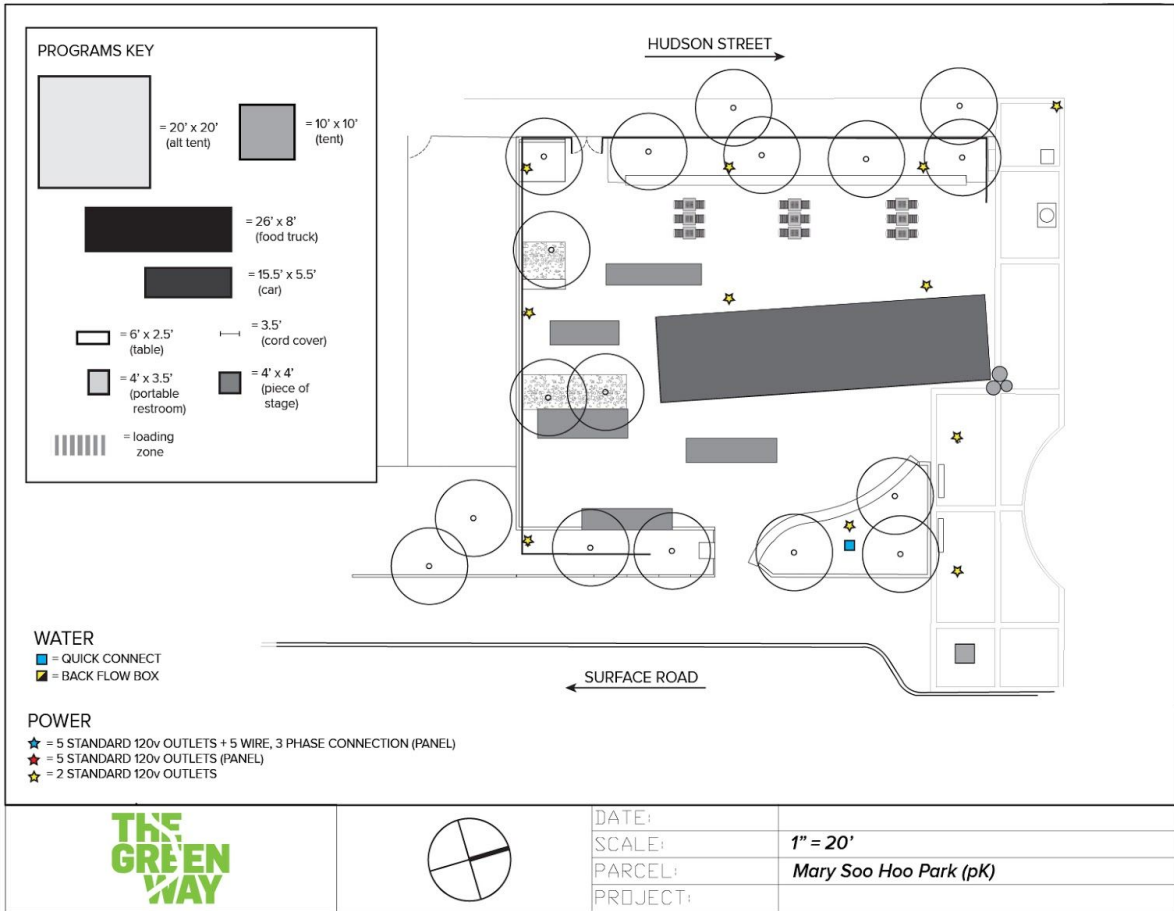 PROGRAMS KEY
= 20’ x 20’
(alt tent)
= 10’ x 10’
(tent)
= 26’ x 8’
(food truck)
= 15.5’ x 5.5’
(car)
= 6’ x 2.5’
(table)
= 3.5’
(cord cover)
= 4’ x 3.5’
(portable
restroom)
= 4’ x 4’
(piece of
stage)
= loading
zone
HUDSON STREET
SURFACE ROAD
WATER
= QUICK CONNECT
= BACK FLOW BOX
POWER
= 5 STANDARD 120v OUTLETS + 5 WIRE, 3 PHASE CONNECTION (PANEL)
= 5 STANDARD 120v OUTLETS (PANEL)
= 2 STANDARD 120v OUTLETS
THE
GREEN
WAY
DATE:
SCALE: 1” = 20’
PARCEL: Mary Soo Hoo Park (pK)
PROJECT: